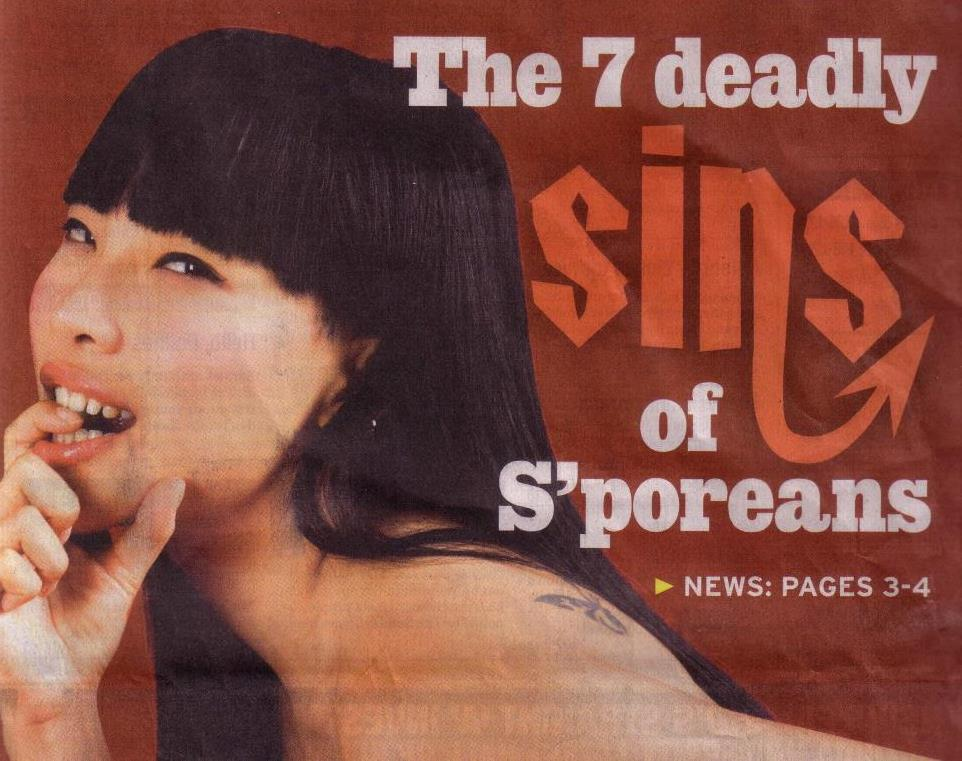 The 7 deadly
sins
of
S'poreans
► NEWS: PAGES 3-4